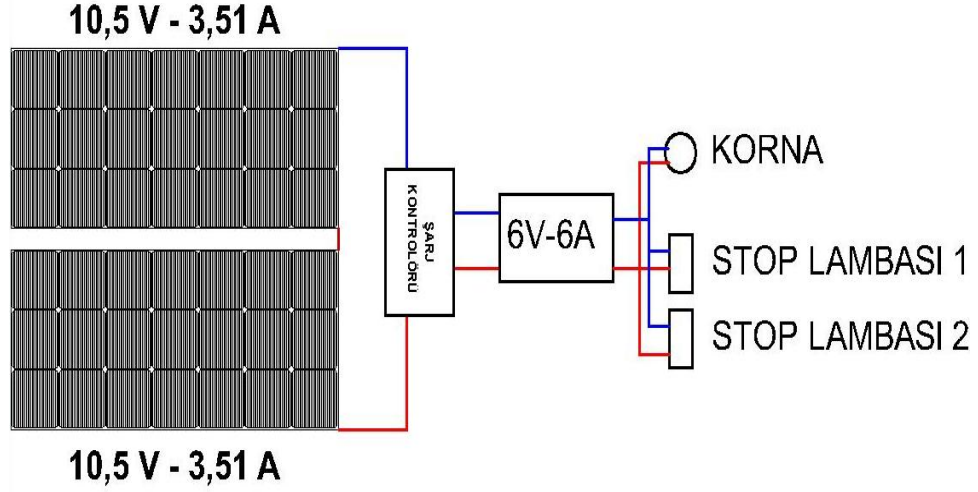 10,5 V - 3,51 A
KORNA
ŞARJ
KONTROLÖRÜ
6V-6A
STOP LAMBASI 1
STOP LAMBASI 2
10,5 V - 3,51 A